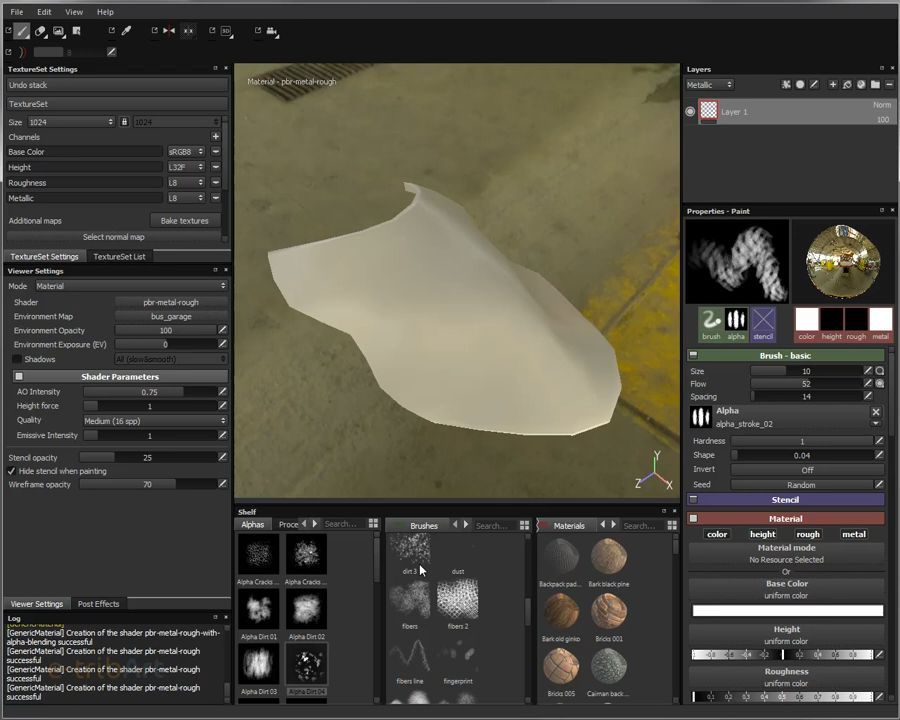 File Edit View Help
TextureSet Settings
Undo stack
TextureSet
Size 1024 1024
Channels
Base Color sRGB8
Height L32F
Roughness L8
Metallic L8
Additional maps Bake textures
Select normal map
TextureSet Settings TextureSet List
Viewer Settings
Mode Material
Shader pbr-metal-rough
Environment Map bus_garage
Environment Opacity 100
Environment Exposure (EV) 0
Shadows All (slow&smooth)
Shader Parameters
AO Intensity 0.75
Height force 1
Quality Medium (16 spp)
Emissive Intensity 1
Stencil opacity 25
Hide stencil when painting
Wireframe opacity 70
Viewer Settings Post Effects
Log
[GenericMaterial] Creation of the shader pbr-metal-rough-with-
alpha-blending successful
[GenericMaterial] Creation of the shader pbr-metal-rough
successful
[GenericMaterial] Creation of the shader pbr-metal-rough
successful
[GenericMaterial] Creation of the shader pbr-metal-rough
successful
Material - pbr-metal-rough
Y
Z X
Shelf
Alphas Proce Search...
Alpha Cracks ... Alpha Cracks ...
Alpha Dirt 01 Alpha Dirt 02
Alpha Dirt 03 Alpha Dirt 04
Brushes Search...
dirt 3 dust
fibers fibers 2
fibers line fingerprint
Materials Search...
Backpack pad... Bark black pine
Bark old ginko Bricks 001
Bricks 005 Caiman back...
Layers
Metallic
Layer 1 Norm
100
Properties - Paint
brush alpha stencil color height rough metal
Brush - basic
Size 10
Flow 52
Spacing 14
Alpha
alpha_stroke_02
Hardness 1
Shape 0.04
Invert Off
Seed Random
Stencil
Material
color height rough metal
Material mode
No Resource Selected
Or
Base Color
uniform color
Height
uniform color
Roughness
uniform color